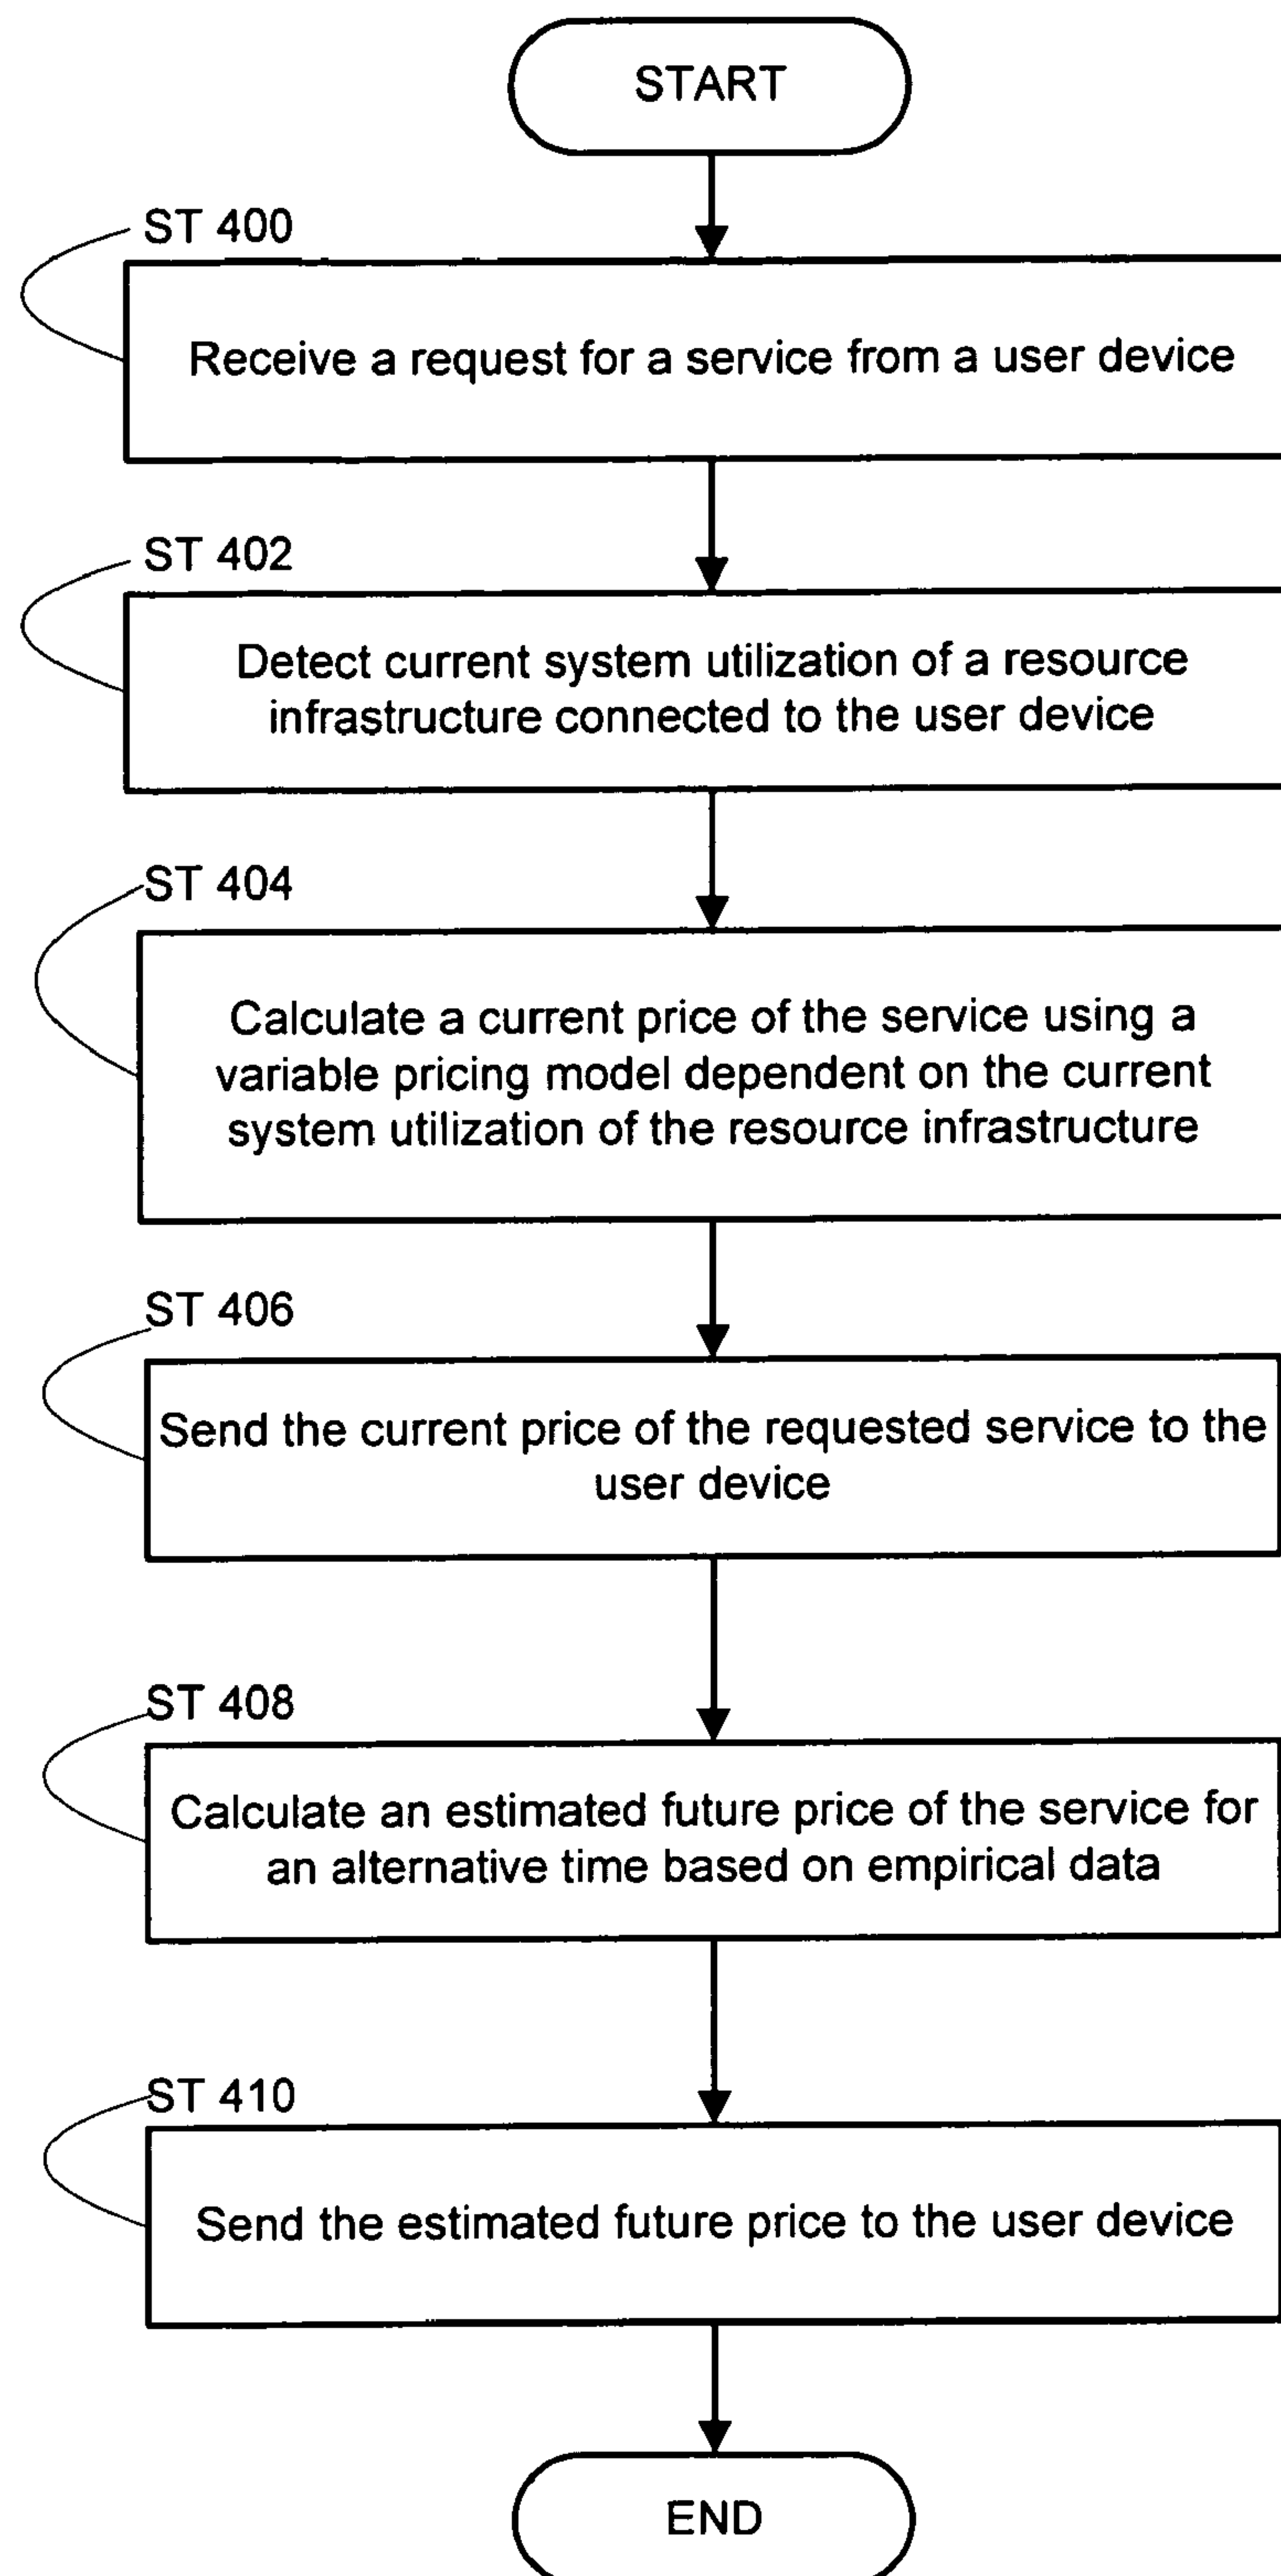 START
ST 400
Receive a request for a service from a user device
ST 402
Detect current system utilization of a resource
infrastructure connected to the user device
ST 404
Calculate a current price of the service using a
variable pricing model dependent on the current
system utilization of the resource infrastructure
ST 406
Send the current price of the requested service to the
user device
ST 408
Calculate an estimated future price of the service for
an alternative time based on empirical data
ST 410
Send the estimated future price to the user device
END